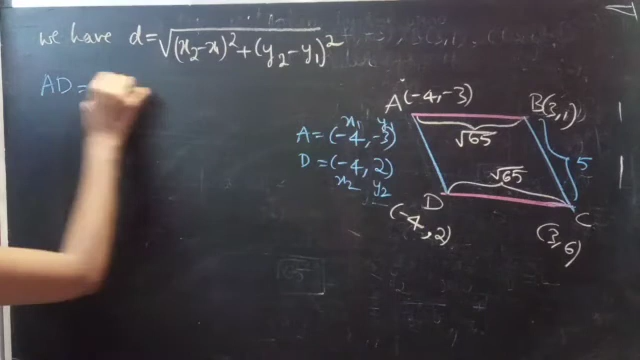 we have d = √(x₂ - x)² + (y₂ - y₁)²
AD =
A(-4, -3)
B(3, 1)
x₁ y₁
A = (-4, -3)
D = (-4, 2)
x₂ y₂
√65
√65
5
D
(-4, 2)
C
(3, 6)